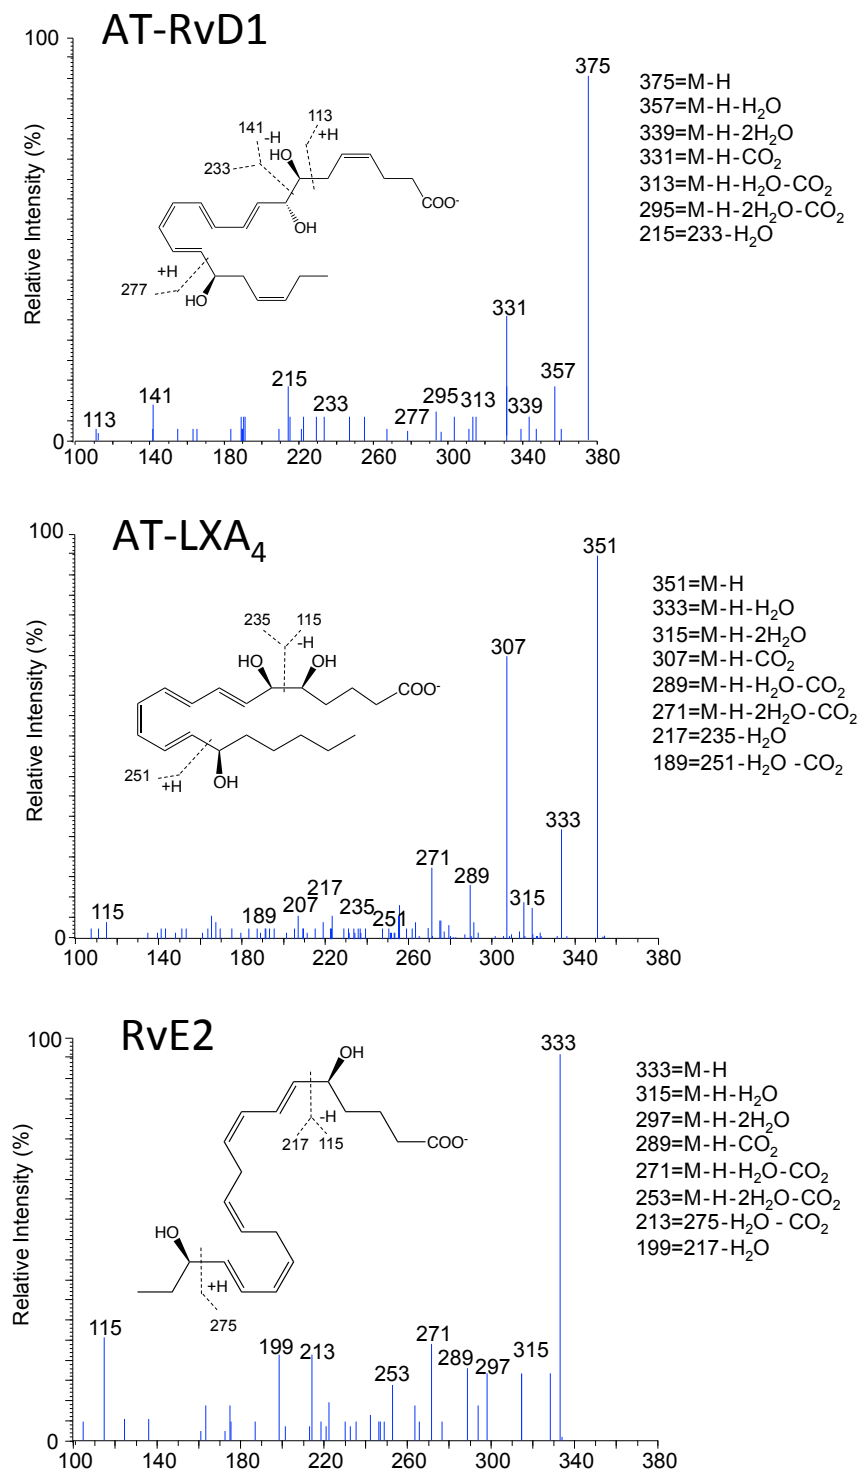 AT-RvD1
100
Relative Intensity (%)
0
100 140 180 220 260 300 340 380
141 -H
113
+H
233
HO
COO-
OH
+H
277
HO
113
141
215
233
277
295
313
331
339
357
375
375=M-H
357=M-H-H2O
339=M-H-2H2O
331=M-H-CO2
313=M-H-H2O-CO2
295=M-H-2H2O-CO2
215=233-H2O
AT-LXA4
100
Relative Intensity (%)
0
100 140 180 220 260 300 340 380
235 115
-H
HO OH
COO-
251
+H
OH
115
189
207
217
235
251
271
289
307
315
333
351
351=M-H
333=M-H-H2O
315=M-H-2H2O
307=M-H-CO2
289=M-H-H2O-CO2
271=M-H-2H2O-CO2
217=235-H2O
189=251-H2O -CO2
RvE2
100
Relative Intensity (%)
0
100 140 180 220 260 300 340 380
OH
-H
217 115
COO-
HO
+H
275
115
199
213
253
271
289
297
315
333
333=M-H
315=M-H-H2O
297=M-H-2H2O
289=M-H-CO2
271=M-H-H2O-CO2
253=M-H-2H2O-CO2
213=275-H2O - CO2
199=217-H2O